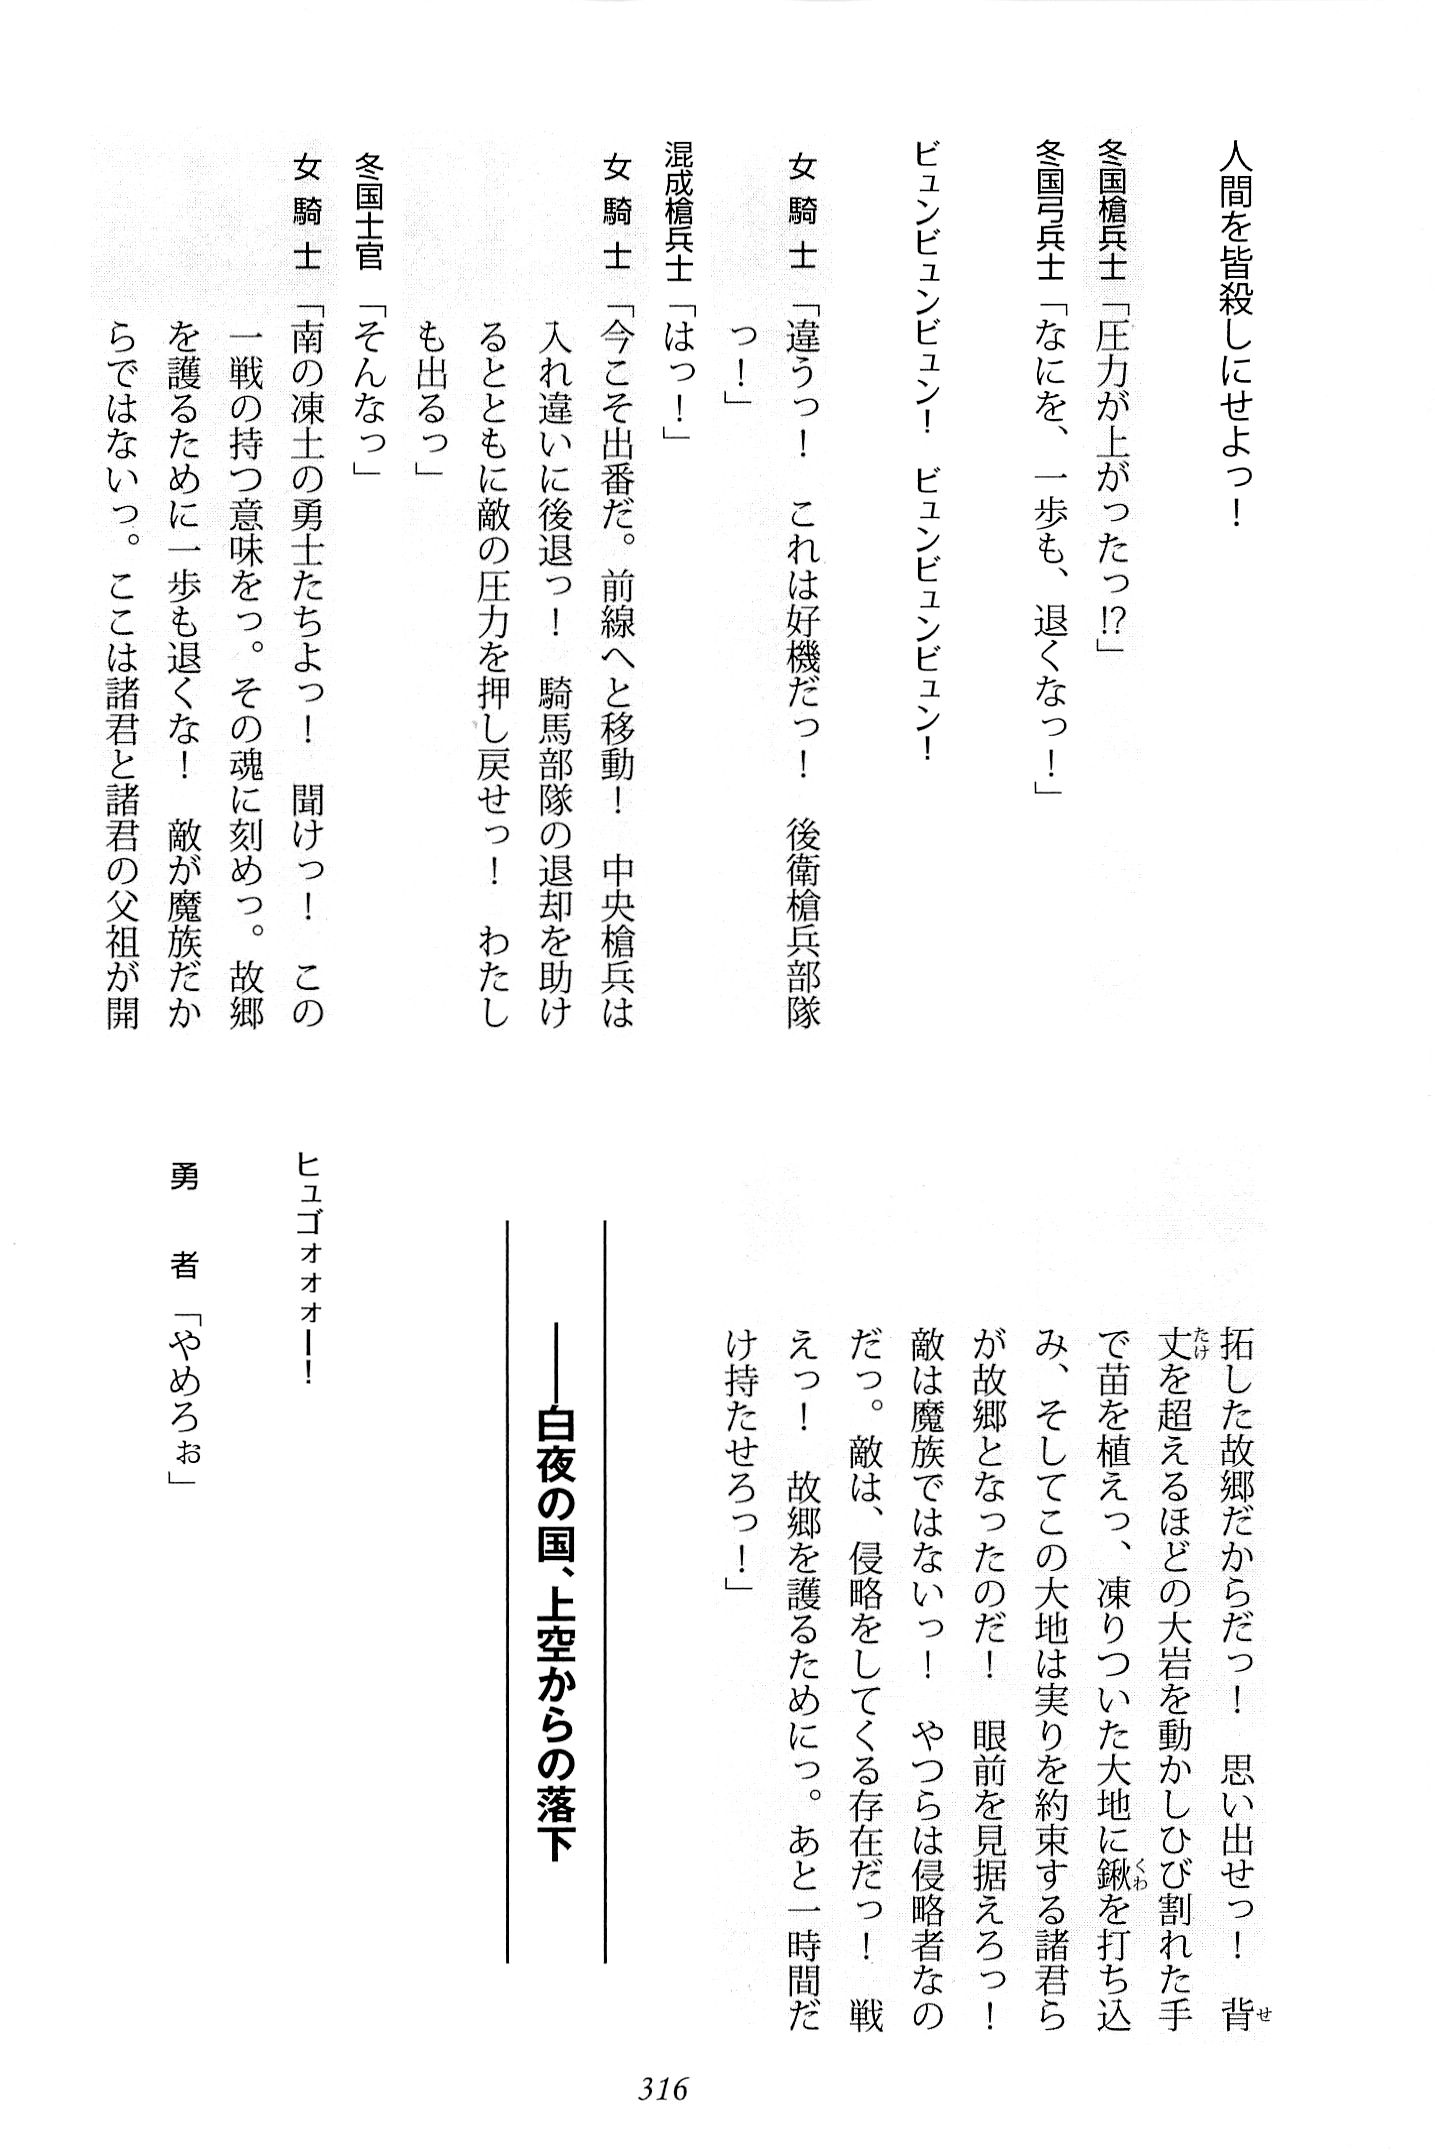 人間を皆殺しにせよっ！
冬国槍兵士「圧力が上がったっ!?」
冬国弓兵士「なにを、一歩も、退くなっ！」
ビュンビュンビュン！　ビュンビュンビュン！
女騎士「違うっ！　これは好機だっ！　後衛槍兵部隊
っ！」
混成槍兵士「はっ！」
女騎士「今こそ出番だ。前線へと移動！　中央槍兵は
入れ違いに後退っ！　騎馬部隊の退却を助け
るとともに敵の圧力を押し戻せっ！　わたし
も出るっ」
冬国士官「そんなっ」
女騎士「南の凍土の勇士たちよっ！　聞けっ！　この
一戦の持つ意味をっ。その魂に刻めっ。故郷
を護るために一歩も退くな！　敵が魔族だか
らではないっ。ここは諸君と諸君の父祖が開
拓した故郷だからだっ！　思い出せっ！　背
丈を超えるほどの大岩を動かしひび割れた手
で苗を植えっ、凍りついた大地に鍬を打ち込
み、そしてこの大地は実りを約束する諸君ら
が故郷となったのだ！　眼前を見据えろっ！
敵は魔族ではないっ！　やつらは侵略者なの
だっ。敵は、侵略をしてくる存在だっ！　戦
えっ！　故郷を護るためにっ。あと一時間だ
け持たせろっ！」
――白夜の国、上空からの落下
ヒュゴォォォー！
勇者「やめろぉ」
316